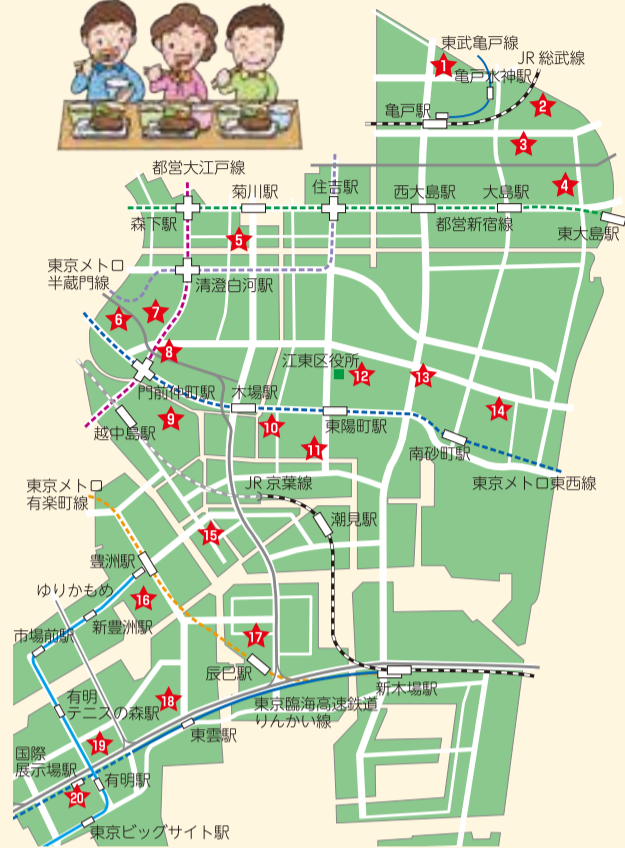 東武亀戸線
JR 総武線
1
亀戸水神駅
2
亀戸駅
3
都営大江戸線
4
菊川駅
住吉駅
西大島駅
大島駅
森下駅
都営新宿線
東大島駅
5
東京メトロ
半蔵門線
清澄白河駅
6
7
8
江東区役所
12
13
門前仲町駅
木場駅
14
9
10
東陽町駅
越中島駅
11
南砂町駅
JR 京葉線
東京メトロ東西線
東京メトロ
有楽町線
潮見駅
15
豊洲駅
ゆりかもめ
16
新豊洲駅
市場前駅
17
辰巳駅
新木場駅
有明
テニスの森駅
18
東京臨海高速鉄道
りんかい線
東雲駅
19
国際
展示場駅
有明駅
20
東京ビッグサイト駅